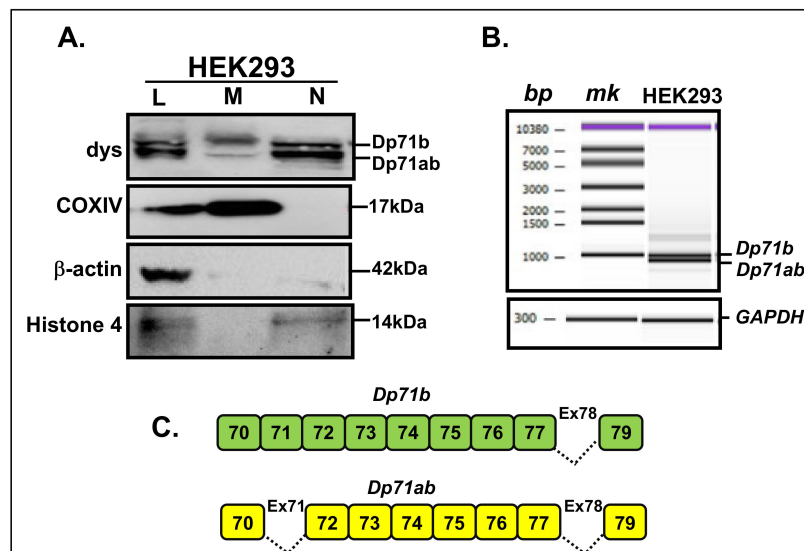 A.
HEK293
L M N
dys
Dp71b
Dp71ab
COXIV
17kDa
β-actin
42kDa
Histone 4
14kDa
B.
bp mk HEK293
10380
7000
5000
3000
2000
1500
1000
Dp71b
Dp71ab
300
GAPDH
C.
Dp71b
70 71 72 73 74 75 76 77 Ex78 79
Dp71ab
70 Ex71 72 73 74 75 76 77 Ex78 79